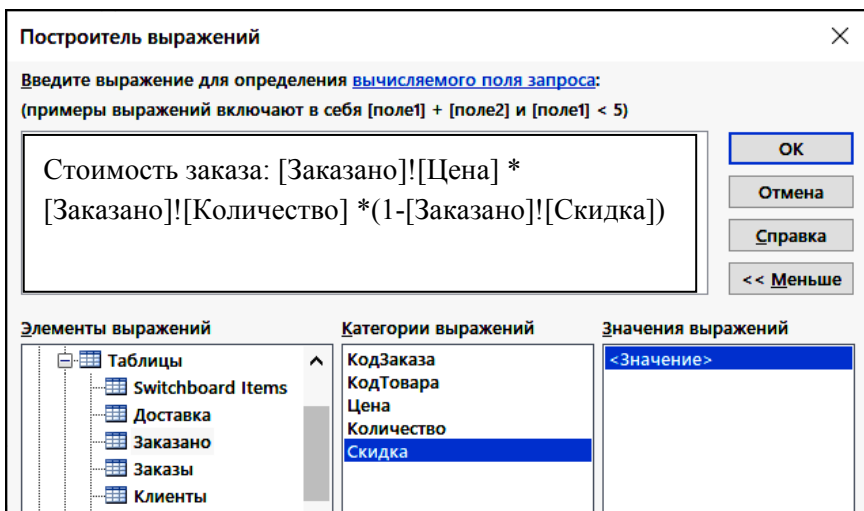 Построитель выражений
Введите выражение для определения вычисляемого поля запроса:
(примеры выражений включают в себя [поле1] + [поле2] и [поле1] < 5)
Стоимость заказа: [Заказано]![Цена] *
[Заказано]![Количество] *(1-[Заказано]![Скидка])
ОК
Отмена
Справка
<< Меньше
Элементы выражений
Категории выражений
Значения выражений
Таблицы
Switchboard Items
Доставка
Заказано
Заказы
Клиенты
КодЗаказа
КодТовара
Цена
Количество
Скидка
<Значение>